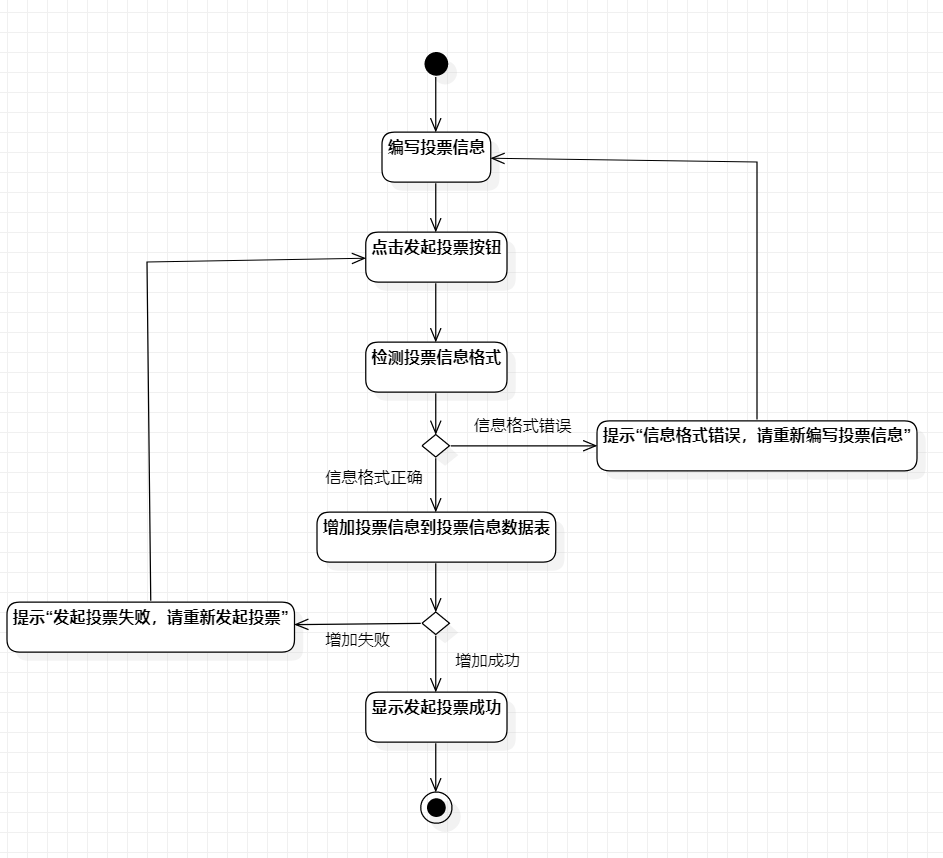 编写投票信息
点击发起投票按钮
检测投票信息格式
信息格式错误
提示“信息格式错误，请重新编写投票信息”
信息格式正确
增加投票信息到投票信息数据表
提示“发起投票失败，请重新发起投票”
增加失败
增加成功
显示发起投票成功